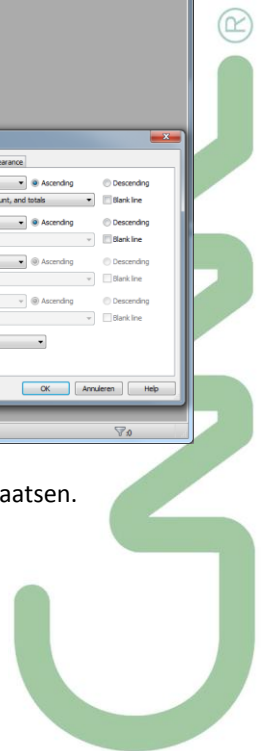 ®
x
earance
Ascending Descending
unt, and totals Blank line
Ascending Descending
Blank line
Ascending Descending
Blank line
Ascending Descending
Blank line
OK Annuleren Help
:0
aatsen.